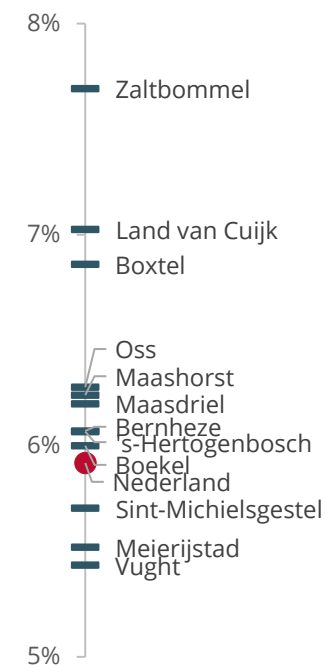 8%
Zaltbommel
7%
Land van Cuijk
Boxtel
Oss
Maashorst
Maasdriel
Bernheze
6%
's-Hertogenbosch
Boekel
Nederland
Sint-Michielsgestel
Meierijstad
Vught
5%